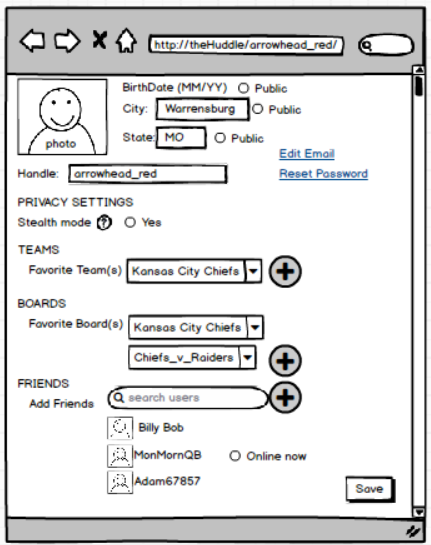 http://theHuddle/arrowhead_red/
BirthDate (MM/YY) Public
City: Warrensburg Public
State: MO Public
photo
Edit Email
Handle: arrowhead_red Reset Password
PRIVACY SETTINGS
Stealth mode ? Yes
TEAMS
Favorite Team(s) Kansas City Chiefs
BOARDS
Favorite Board(s) Kansas City Chiefs
Chiefs_v_Raiders
FRIENDS
Add Friends search users
Billy Bob
MonMornQB Online now
Adam67857
Save